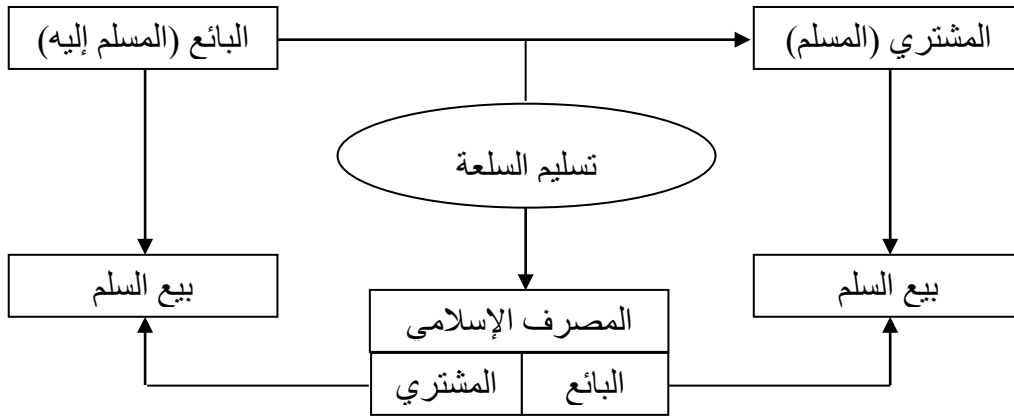 المشتري (المسلم)
البائع (المسلم إليه)
تسليم السلعة
بيع السلم
بيع السلم
المصرف الإسلامي
البائع
المشتري